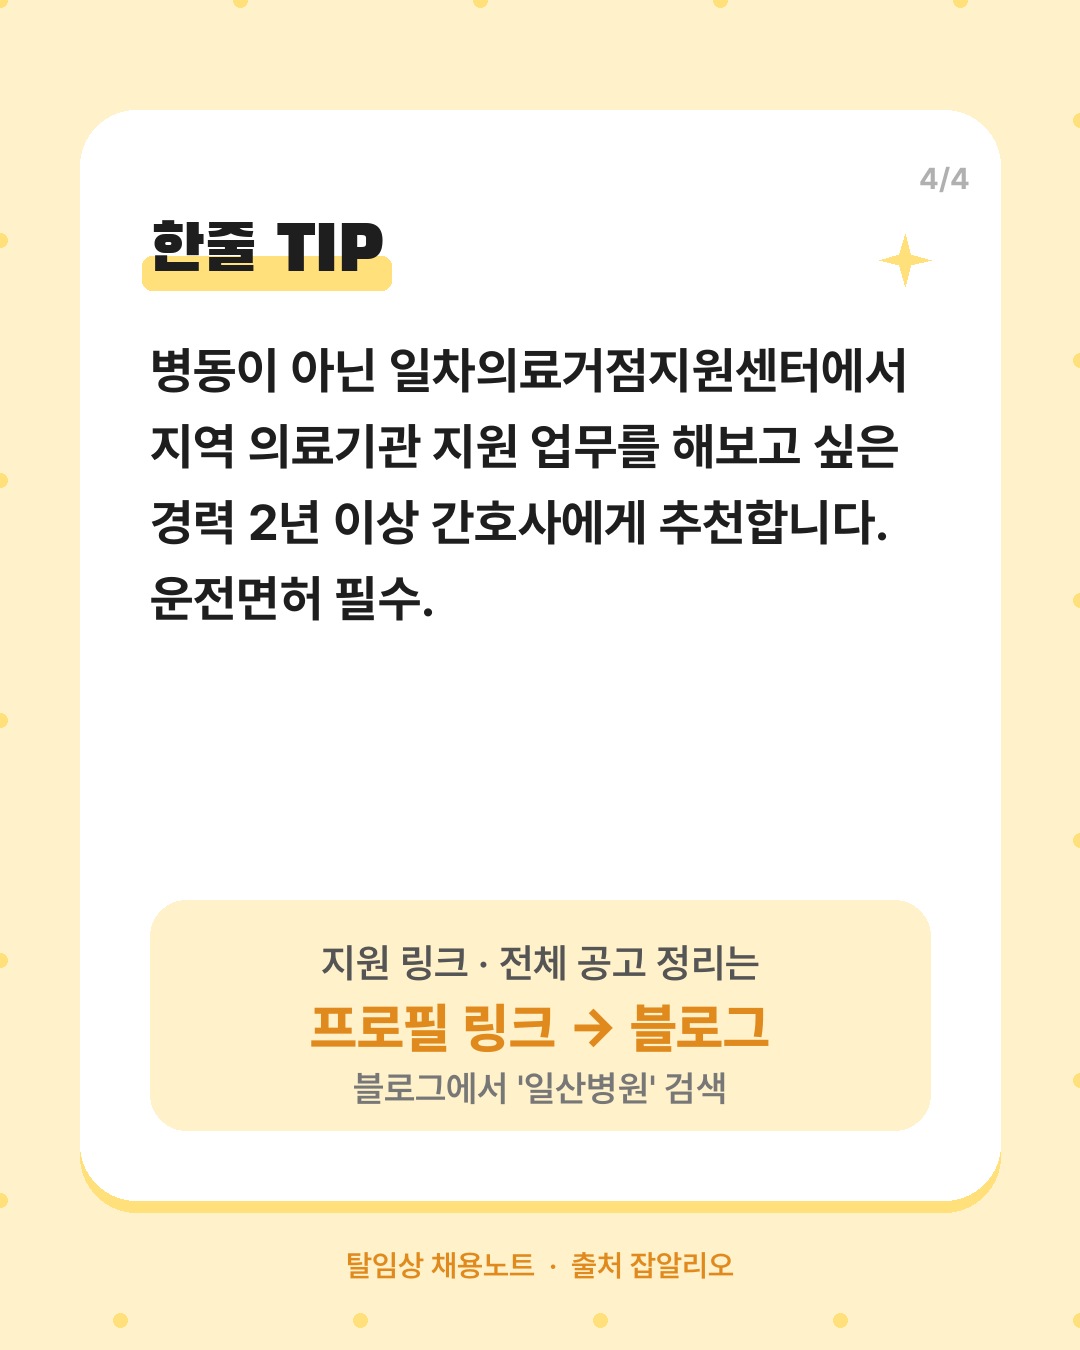 4/4
한줄 TIP
병동이 아닌 일차의료거점지원센터에서
지역 의료기관 지원 업무를 해보고 싶은
경력 2년 이상 간호사에게 추천합니다.
운전면허 필수.
지원 링크 · 전체 공고 정리는
프로필 링크 → 블로그
블로그에서 '일산병원' 검색
탈임상 채용노트 · 출처 잡알리오